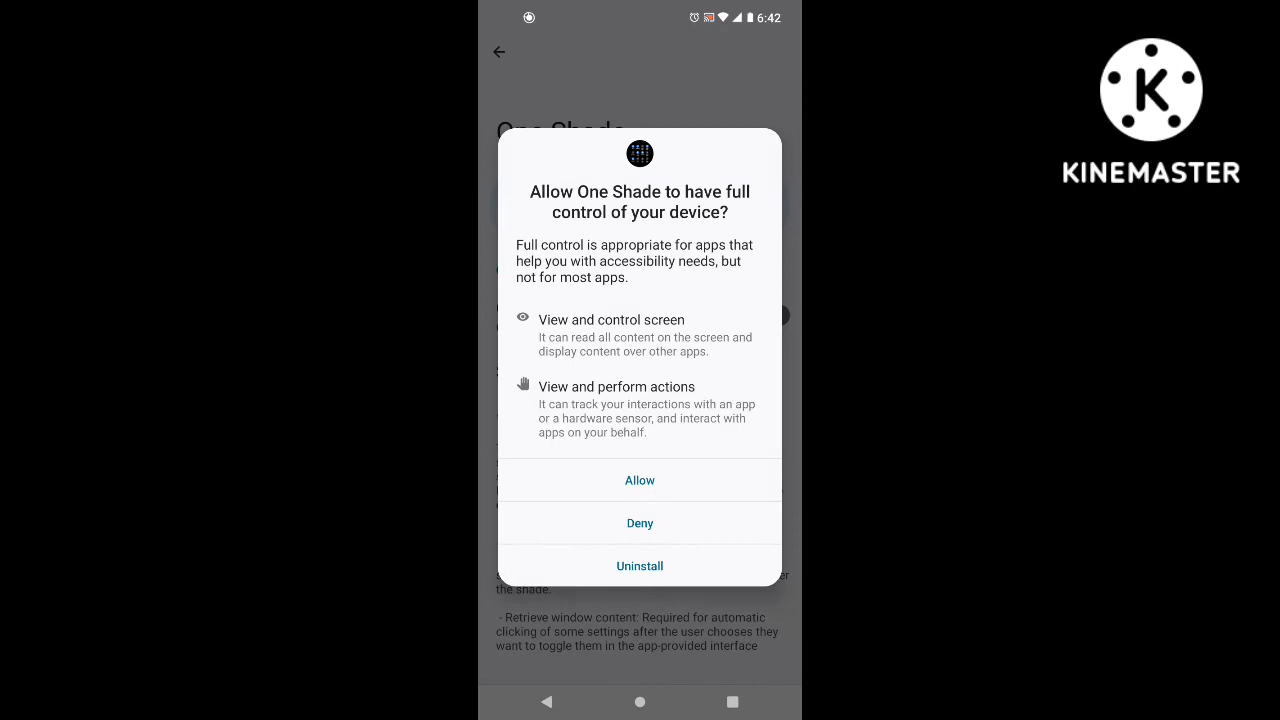 6:42
KINEMASTER
Allow One Shade to have full
control of your device?
Full control is appropriate for apps that
help you with accessibility needs, but
not for most apps.
View and control screen
It can read all content on the screen and
display content over other apps.
View and perform actions
It can track your interactions with an app
or a hardware sensor, and interact with
apps on your behalf.
Allow
Deny
Uninstall
the shade.
- Retrieve window content: Required for automatic
clicking of some settings after the user chooses they
want to toggle them in the app-provided interface